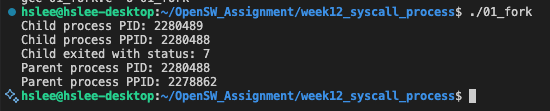 hslee@hslee-desktop:~/OpenSW_Assignment/week12_syscall_process$ ./01_fork
Child process PID: 2280489
Child process PPID: 2280488
Child exited with status: 7
Parent process PID: 2280488
Parent process PPID: 2278862
hslee@hslee-desktop:~/OpenSW_Assignment/week12_syscall_process$